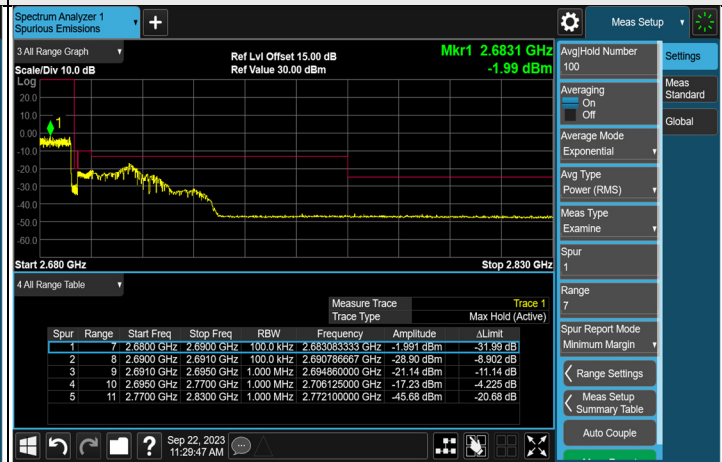 Spectrum Analyzer 1
Spurious Emissions
Meas Setup
3 All Range Graph
Ref Lvl Offset 15.00 dB
Mkr1 2.6831 GHz
Scale/Div 10.0 dB
Ref Value 30.00 dBm
-1.99 dBm
Log
20.0
10.0
0.00
-10.0
-20.0
-30.0
-40.0
-50.0
-60.0
1
Start 2.680 GHz
Stop 2.830 GHz
4 All Range Table
Measure Trace Trace 1
Trace Type Max Hold (Active)
Spur Range Start Freq Stop Freq RBW Frequency Amplitude ΔLimit
1 7 2.6800 GHz 2.6900 GHz 100.0 kHz 2.683083333 GHz -1.991 dBm -31.99 dB
2 8 2.6900 GHz 2.6910 GHz 100.0 kHz 2.690786667 GHz -28.90 dBm -8.902 dB
3 9 2.6910 GHz 2.6950 GHz 1.000 MHz 2.694860000 GHz -21.14 dBm -11.14 dB
4 10 2.6950 GHz 2.7700 GHz 1.000 MHz 2.706125000 GHz -17.23 dBm -4.225 dB
5 11 2.7700 GHz 2.8300 GHz 1.000 MHz 2.772100000 GHz -45.68 dBm -20.68 dB
Sep 22, 2023
11:29:47 AM
Avg|Hold Number
100
Averaging
On
Off
Average Mode
Exponential
Avg Type
Power (RMS)
Meas Type
Examine
Spur
1
Range
7
Spur Report Mode
Minimum Margin
Range Settings
Meas Setup
Summary Table
Auto Couple
Settings
Meas
Standard
Global